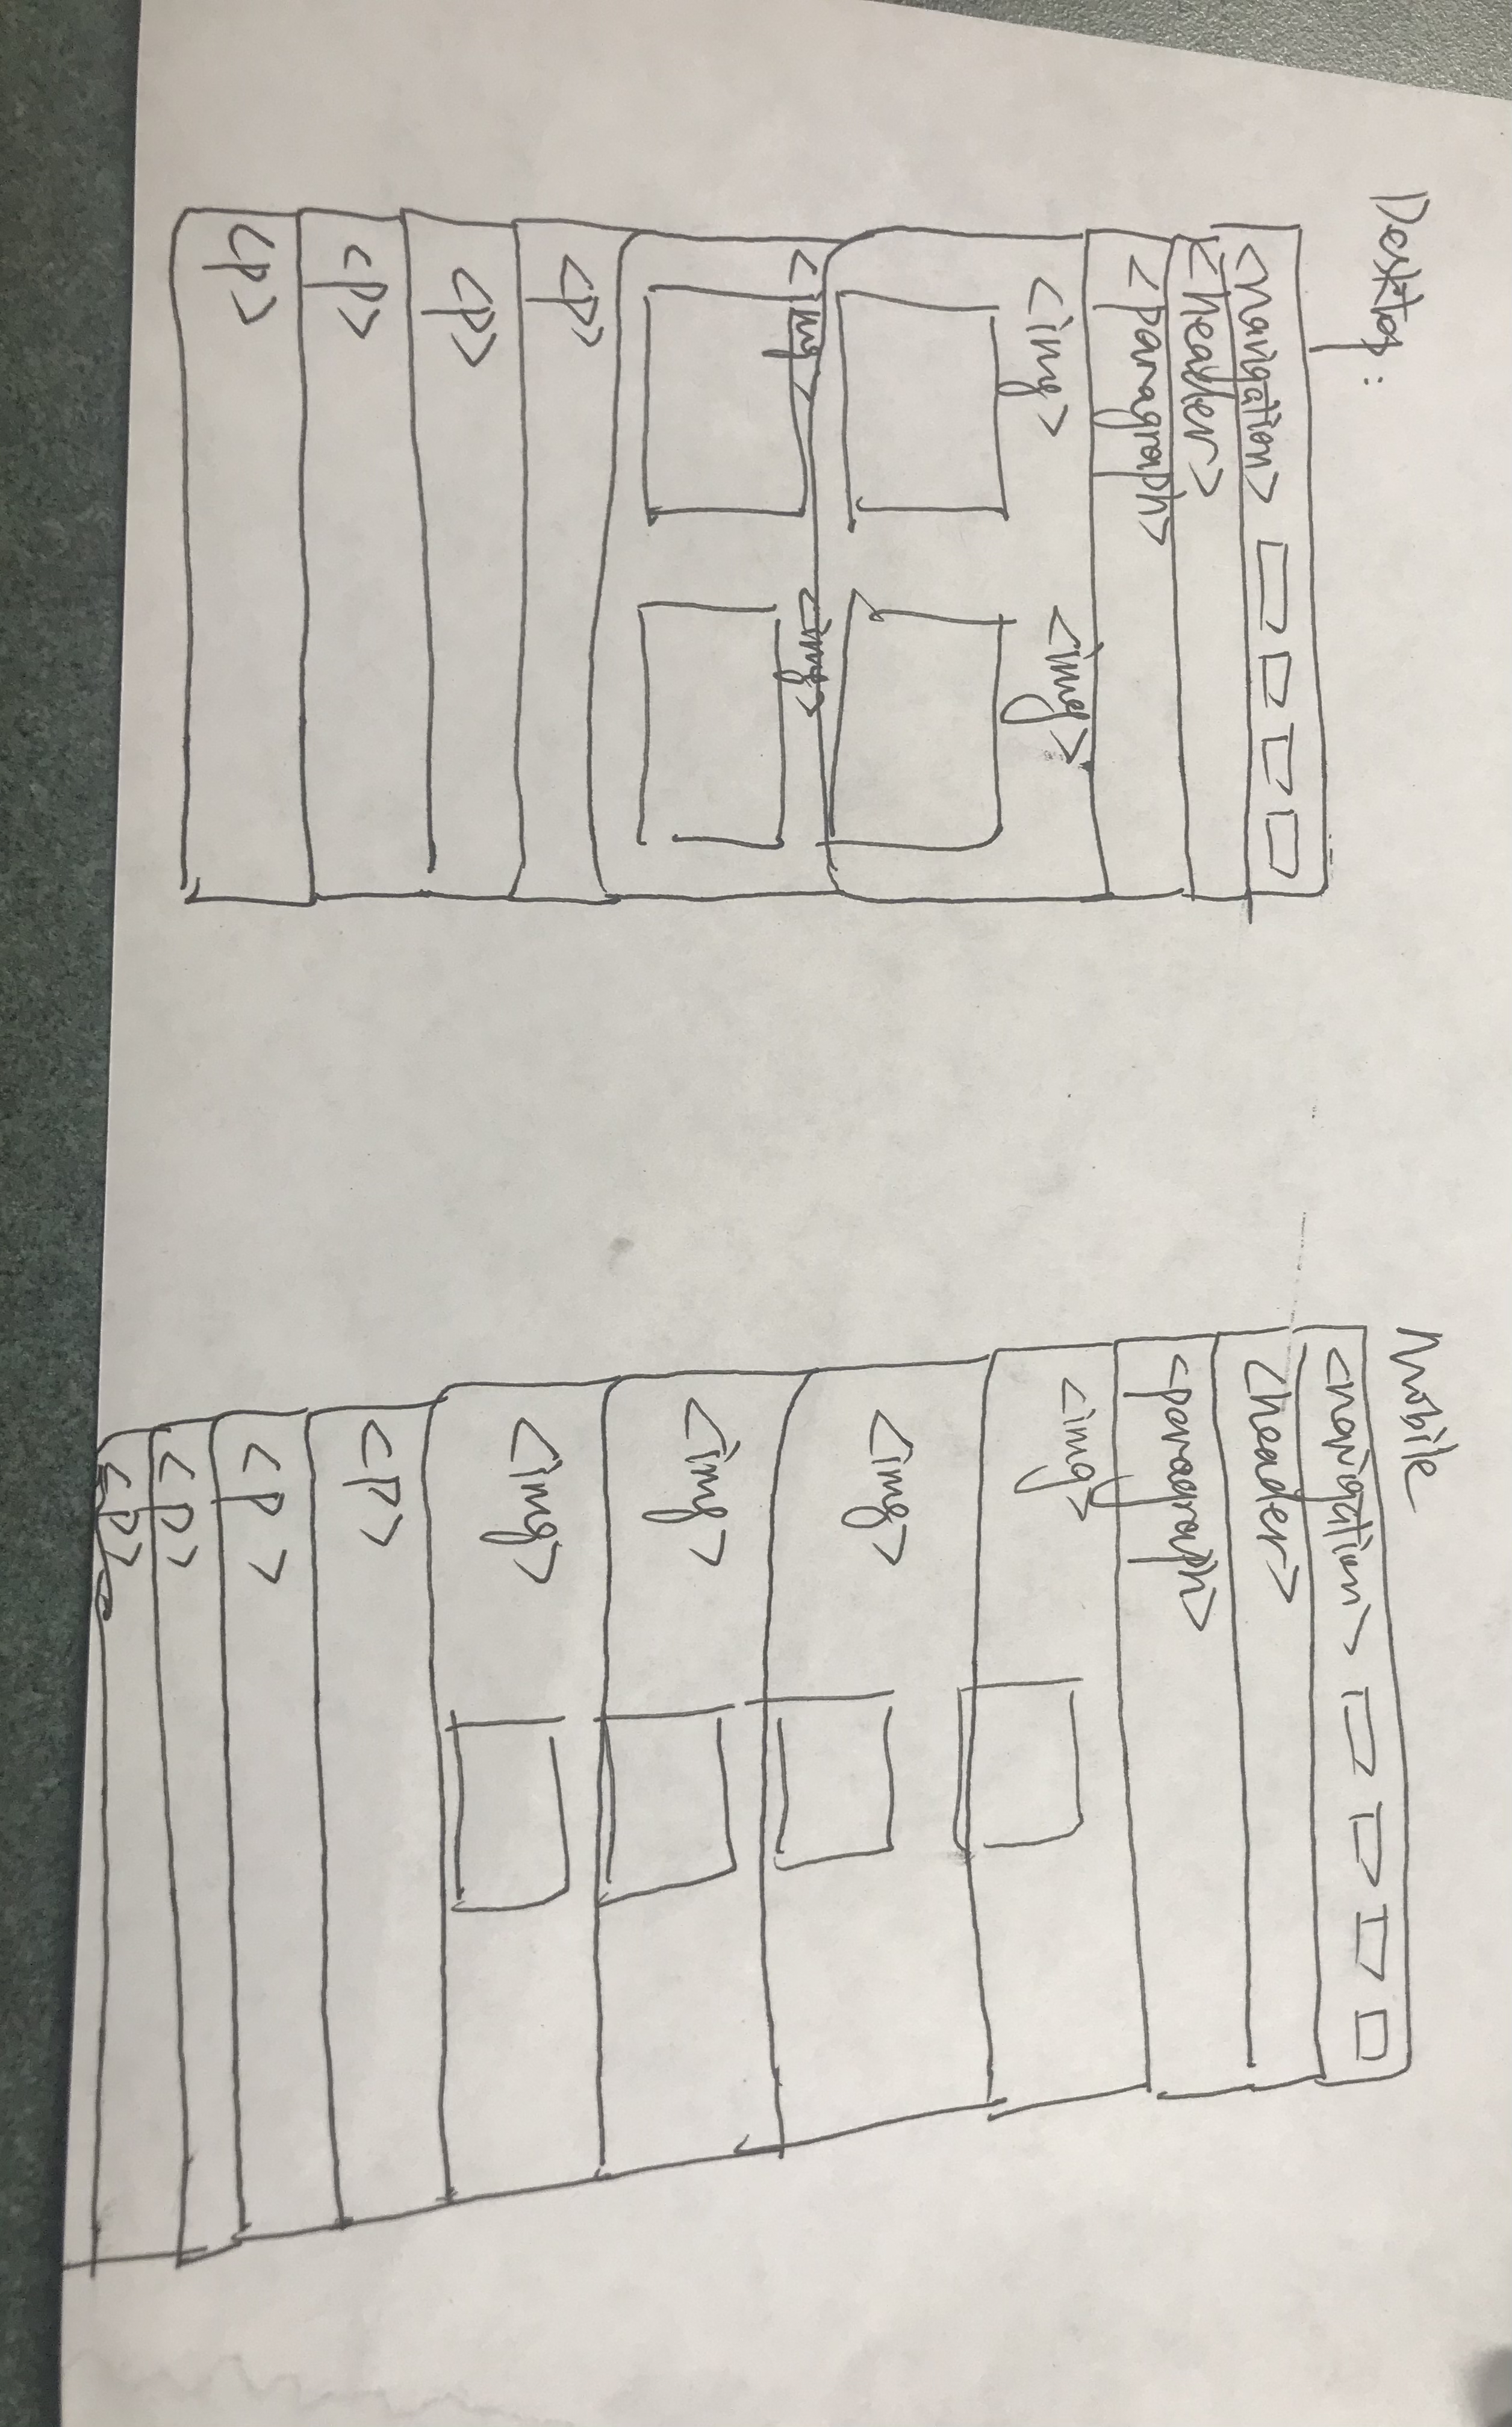 Desktop:
<navigation>
<header>
<paragraph>
<img> <img>
<img> <img>
<p>
<p>
<p>
<p>
Mobile
<navigation>
<header>
<paragraph>
<img>
<img>
<img>
<img>
<p>
<p>
<p>
<p>